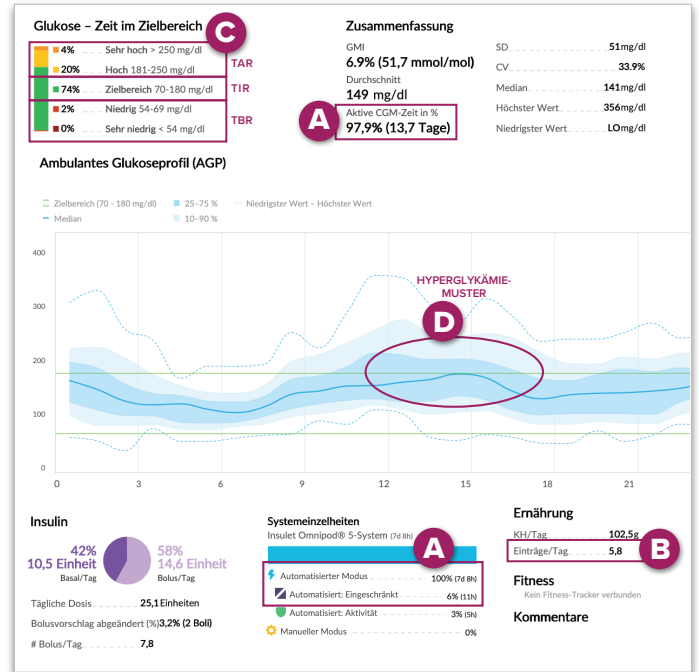 Glukose – Zeit im Zielbereich
C
4% Sehr hoch > 250 mg/dl
20% Hoch 181-250 mg/dl
TAR
74% Zielbereich 70-180 mg/dl
TIR
2% Niedrig 54-69 mg/dl
0% Sehr niedrig < 54 mg/dl
TBR
Zusammenfassung
GMI
6.9% (51,7 mmol/mol)
Durchschnitt
149 mg/dl
A
Aktive CGM-Zeit in %
97,9% (13,7 Tage)
SD 51mg/dl
CV 33.9%
Median 141mg/dl
Höchster Wert 356mg/dl
Niedrigster Wert LOmg/dl
Ambulantes Glukoseprofil (AGP)
Zielbereich (70 - 180 mg/dl) 25–75 % Niedrigster Wert – Höchster Wert
Median 10–90 %
HYPERGLYKÄMIE-
MUSTER
D
400
300
200
100
0
0 3 6 9 12 15 18 21
Insulin
42% 58%
10,5 Einheit 14,6 Einheit
Basal/Tag Bolus/Tag
Tägliche Dosis 25,1 Einheiten
Bolusvorschlag abgeändert (%) 3,2% (2 Boli)
# Bolus/Tag 7,8
Systemeinzelheiten
Insulet Omnipod® 5-System (7d 8h)
A
Automatisierter Modus 100% (7d 8h)
Automatisiert: Eingeschränkt 6% (11h)
Automatisiert: Aktivität 3% (5h)
Manueller Modus 0%
Ernährung
KH/Tag 102,5g
Einträge/Tag 5,8
B
Fitness
Kein Fitness-Tracker verbunden
Kommentare